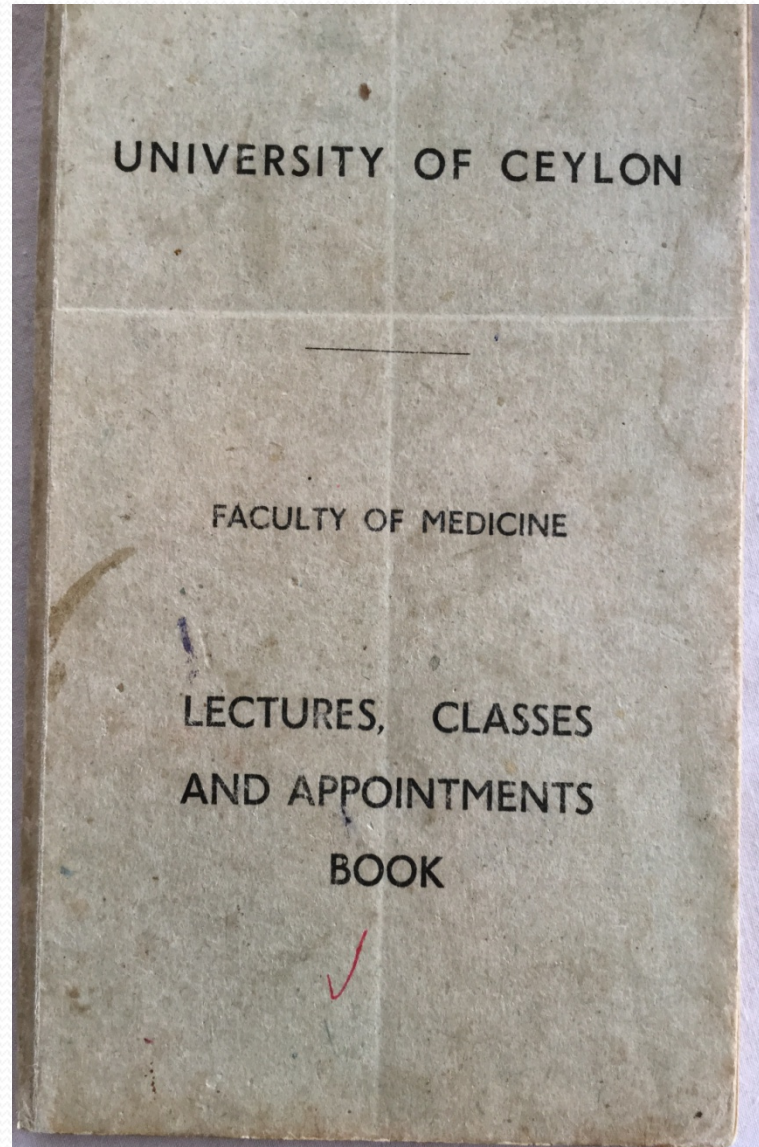 UNIVERSITY OF CEYLON
FACULTY OF MEDICINE
LECTURES, CLASSES
AND APPOINTMENTS
BOOK